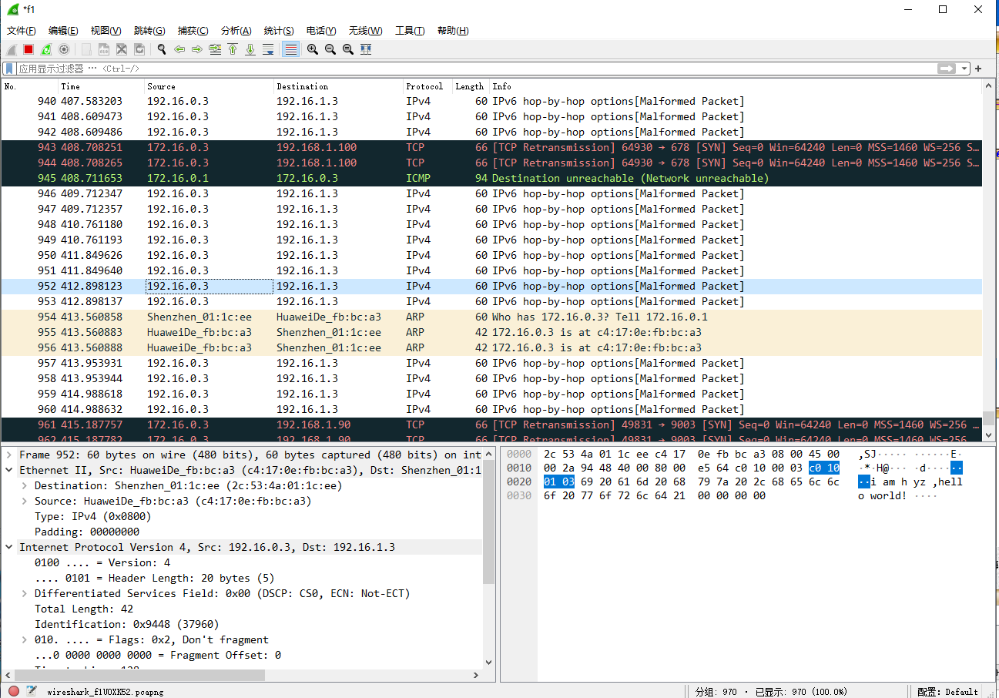 *f1
文件(F) 编辑(E) 视图(V) 跳转(G) 捕获(C) 分析(A) 统计(S) 电话(Y) 无线(W) 工具(T) 帮助(H)
应用显示过滤器 … <Ctrl-/>
No. Time Source Destination Protocol Length Info
940 407.583203 192.16.0.3 192.16.1.3 IPv4 60 IPv6 hop-by-hop options[Malformed Packet]
941 408.609473 192.16.0.3 192.16.1.3 IPv4 60 IPv6 hop-by-hop options[Malformed Packet]
942 408.609486 192.16.0.3 192.16.1.3 IPv4 60 IPv6 hop-by-hop options[Malformed Packet]
943 408.708251 172.16.0.3 192.168.1.100 TCP 66 [TCP Retransmission] 64930 → 678 [SYN] Seq=0 Win=64240 Len=0 MSS=1460 WS=256 S…
944 408.708265 172.16.0.3 192.168.1.100 TCP 66 [TCP Retransmission] 64930 → 678 [SYN] Seq=0 Win=64240 Len=0 MSS=1460 WS=256 S…
945 408.711653 172.16.0.1 172.16.0.3 ICMP 94 Destination unreachable (Network unreachable)
946 409.712347 192.16.0.3 192.16.1.3 IPv4 60 IPv6 hop-by-hop options[Malformed Packet]
947 409.712357 192.16.0.3 192.16.1.3 IPv4 60 IPv6 hop-by-hop options[Malformed Packet]
948 410.761180 192.16.0.3 192.16.1.3 IPv4 60 IPv6 hop-by-hop options[Malformed Packet]
949 410.761193 192.16.0.3 192.16.1.3 IPv4 60 IPv6 hop-by-hop options[Malformed Packet]
950 411.849626 192.16.0.3 192.16.1.3 IPv4 60 IPv6 hop-by-hop options[Malformed Packet]
951 411.849640 192.16.0.3 192.16.1.3 IPv4 60 IPv6 hop-by-hop options[Malformed Packet]
952 412.898123 192.16.0.3 192.16.1.3 IPv4 60 IPv6 hop-by-hop options[Malformed Packet]
953 412.898137 192.16.0.3 192.16.1.3 IPv4 60 IPv6 hop-by-hop options[Malformed Packet]
954 413.560858 Shenzhen_01:1c:ee HuaweiDe_fb:bc:a3 ARP 60 Who has 172.16.0.3? Tell 172.16.0.1
955 413.560883 HuaweiDe_fb:bc:a3 Shenzhen_01:1c:ee ARP 42 172.16.0.3 is at c4:17:0e:fb:bc:a3
956 413.560888 HuaweiDe_fb:bc:a3 Shenzhen_01:1c:ee ARP 42 172.16.0.3 is at c4:17:0e:fb:bc:a3
957 413.953931 192.16.0.3 192.16.1.3 IPv4 60 IPv6 hop-by-hop options[Malformed Packet]
958 413.953944 192.16.0.3 192.16.1.3 IPv4 60 IPv6 hop-by-hop options[Malformed Packet]
959 414.988618 192.16.0.3 192.16.1.3 IPv4 60 IPv6 hop-by-hop options[Malformed Packet]
960 414.988632 192.16.0.3 192.16.1.3 IPv4 60 IPv6 hop-by-hop options[Malformed Packet]
961 415.187757 172.16.0.3 192.168.1.90 TCP 66 [TCP Retransmission] 49831 → 9003 [SYN] Seq=0 Win=64240 Len=0 MSS=1460 WS=256 …
962 415.187782 172.16.0.3 192.168.1.90 TCP 66 [TCP Retransmission] 49831 → 9003 [SYN] Seq=0 Win=64240 Len=0 MSS=1460 WS=256 …
Frame 952: 60 bytes on wire (480 bits), 60 bytes captured (480 bits) on int
Ethernet II, Src: HuaweiDe_fb:bc:a3 (c4:17:0e:fb:bc:a3), Dst: Shenzhen_01:1
Destination: Shenzhen_01:1c:ee (2c:53:4a:01:1c:ee)
Source: HuaweiDe_fb:bc:a3 (c4:17:0e:fb:bc:a3)
Type: IPv4 (0x0800)
Padding: 00000000
Internet Protocol Version 4, Src: 192.16.0.3, Dst: 192.16.1.3
0100 .... = Version: 4
.... 0101 = Header Length: 20 bytes (5)
Differentiated Services Field: 0x00 (DSCP: CS0, ECN: Not-ECT)
Total Length: 42
Identification: 0x9448 (37960)
010. .... = Flags: 0x2, Don't fragment
...0 0000 0000 0000 = Fragment Offset: 0
0000 2c 53 4a 01 1c ee c4 17 0e fb bc a3 08 00 45 00 ,SJ····· ······E·
0010 00 2a 94 48 40 00 80 00 e5 64 c0 10 00 03 c0 10 ·*·H@··· ·d······
0020 01 03 69 20 61 6d 20 68 79 7a 20 2c 68 65 6c 6c ··i am h yz ,hell
0030 6f 20 77 6f 72 6c 64 21 00 00 00 00 o world! ····
wireshark_f1UOXK52.pcapng 分组: 970 · 已显示: 970 (100.0%) 配置: Default